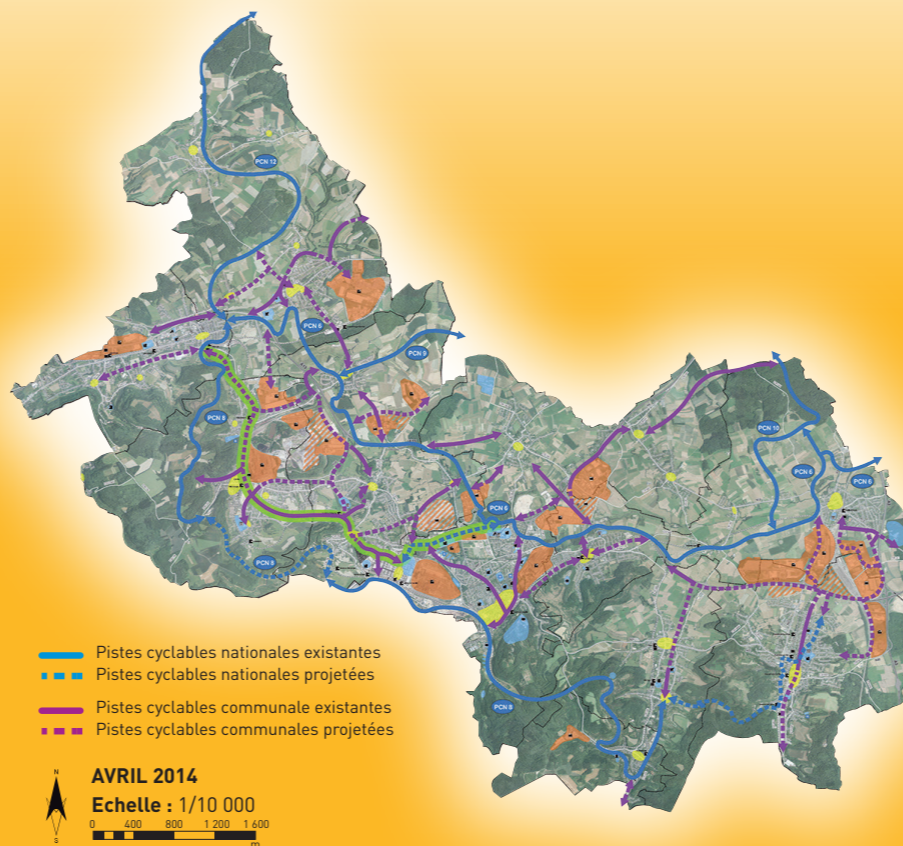 PCN 12
PCN 6
PCN 9
PCN 8
PCN 10
PCN 6
PCN 6
PCN 6
PCN 8
PCN 8
Pistes cyclables nationales existantes
Pistes cyclables nationales projetées
Pistes cyclables communale existantes
Pistes cyclables communales projetées
N
S
AVRIL 2014
Echelle : 1/10 000
0 400 800 1 200 1 600
m